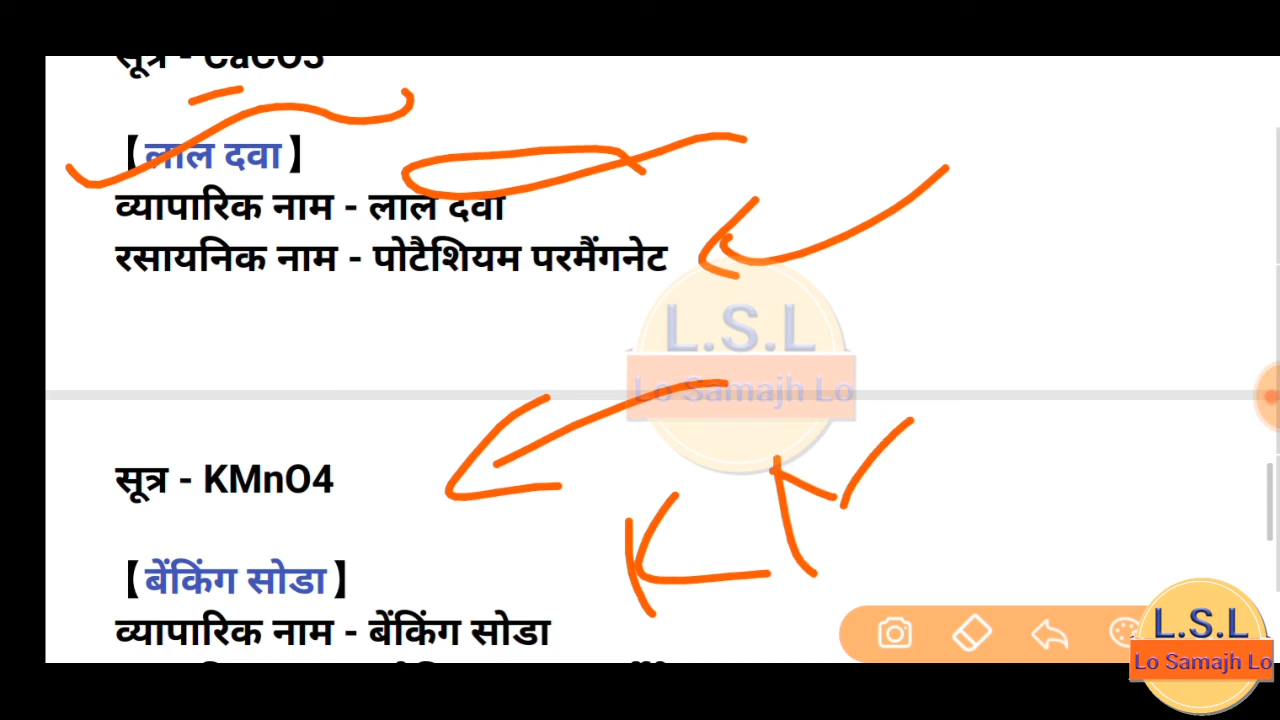 सूत्र - CaCO3
【लाल दवा】
व्यापारिक नाम - लाल दवा
रसायनिक नाम - पोटैशियम परमैंगनेट
L.S.L
Lo Samajh Lo
सूत्र - KMnO4
【बेंकिंग सोडा】
व्यापारिक नाम - बेंकिंग सोडा
L.S.L
Lo Samajh Lo